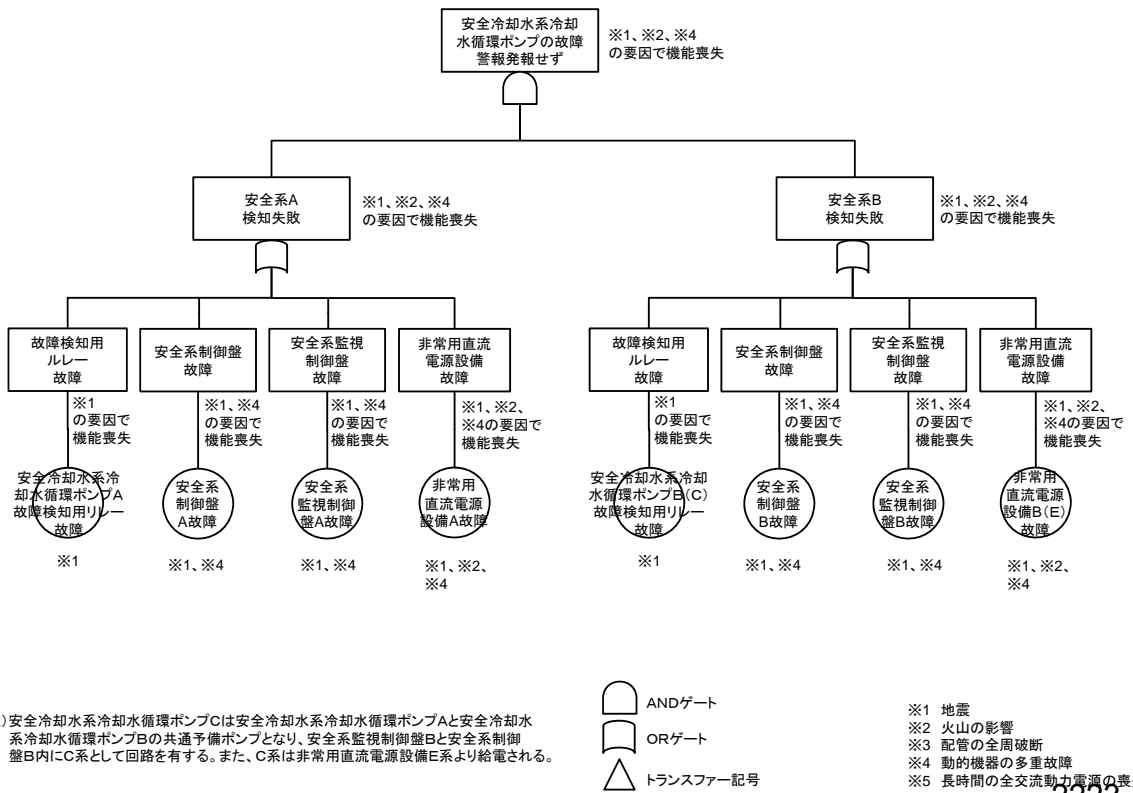 安全冷却水系冷却
水循環ポンプの故障
警報発報せず
※1、※2、※4
の要因で機能喪失
安全系A
検知失敗
※1、※2、※4
の要因で機能喪失
安全系B
検知失敗
※1、※2、※4
の要因で機能喪失
故障検知用
ルレー
故障
安全系制御盤
故障
安全系監視
制御盤
故障
非常用直流
電源設備
故障
故障検知用
ルレー
故障
安全系制御盤
故障
安全系監視
制御盤
故障
非常用直流
電源設備
故障
※1
の要因で
機能喪失
※1、※4
の要因で
機能喪失
※1、※4
の要因で
機能喪失
※1、※2、
※4の要因で
機能喪失
※1
の要因で
機能喪失
※1、※4
の要因で
機能喪失
※1、※4
の要因で
機能喪失
※1、※2、
※4の要因で
機能喪失
安全冷却水系冷
却水循環ポンプA
故障検知用リレー
故障
安全系
制御盤
A故障
安全系
監視制御
盤A故障
非常用
直流電源
設備A故障
安全冷却水系冷却
水循環ポンプB(C)
故障検知用リレー
故障
安全系
制御盤
B故障
安全系
監視制御
盤B故障
非常用
直流電源
設備B(E)
故障
※1
※1、※4
※1、※4
※1、※2、
※4
※1
※1、※4
※1、※4
※1、※2、
※4
)安全冷却水系冷却水循環ポンプCは安全冷却水系冷却水循環ポンプAと安全冷却水
系冷却水循環ポンプBの共通予備ポンプとなり、安全系監視制御盤Bと安全系制御
盤B内にC系として回路を有する。また、C系は非常用直流電源設備E系より給電される。
ANDゲート
ORゲート
トランスファー記号
※1 地震
※2 火山の影響
※3 配管の全周破断
※4 動的機器の多重故障
※5 長時間の全交流動力電源の喪